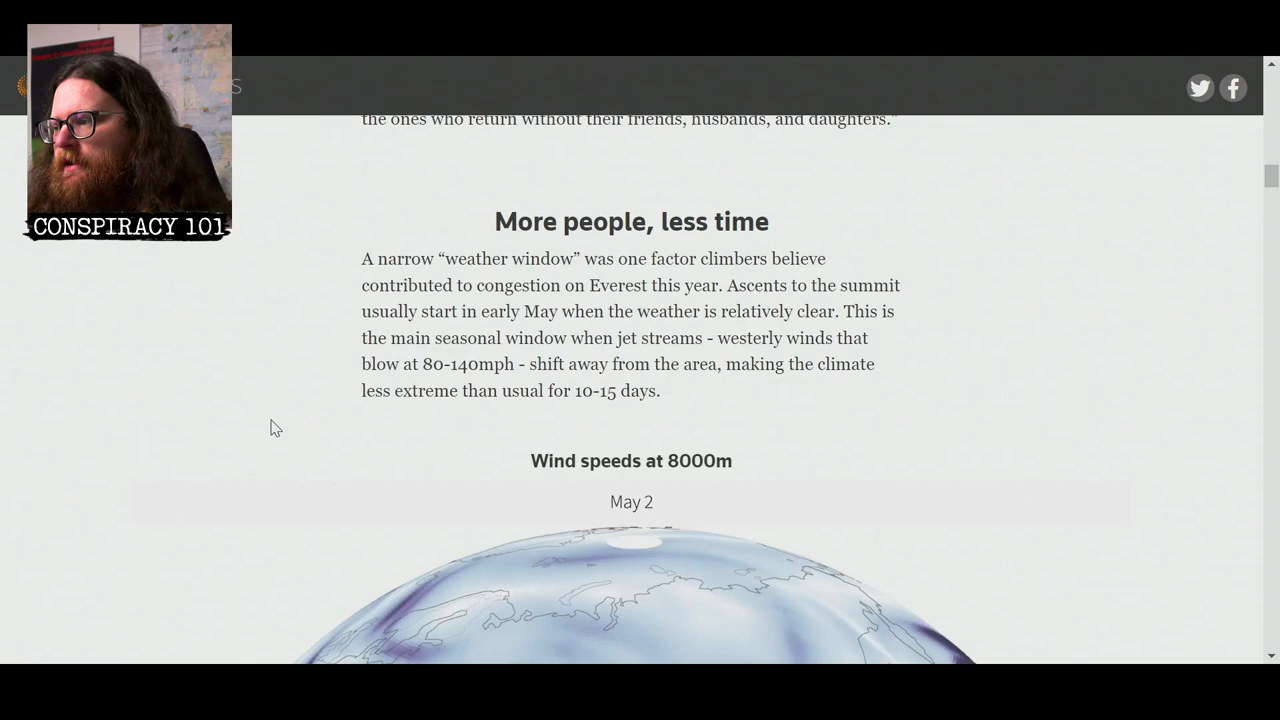 S
CONSPIRACY 101
the ones who return without their friends, husbands, and daughters.”
More people, less time
A narrow “weather window” was one factor climbers believe
contributed to congestion on Everest this year. Ascents to the summit
usually start in early May when the weather is relatively clear. This is
the main seasonal window when jet streams - westerly winds that
blow at 80-140mph - shift away from the area, making the climate
less extreme than usual for 10-15 days.
Wind speeds at 8000m
May 2